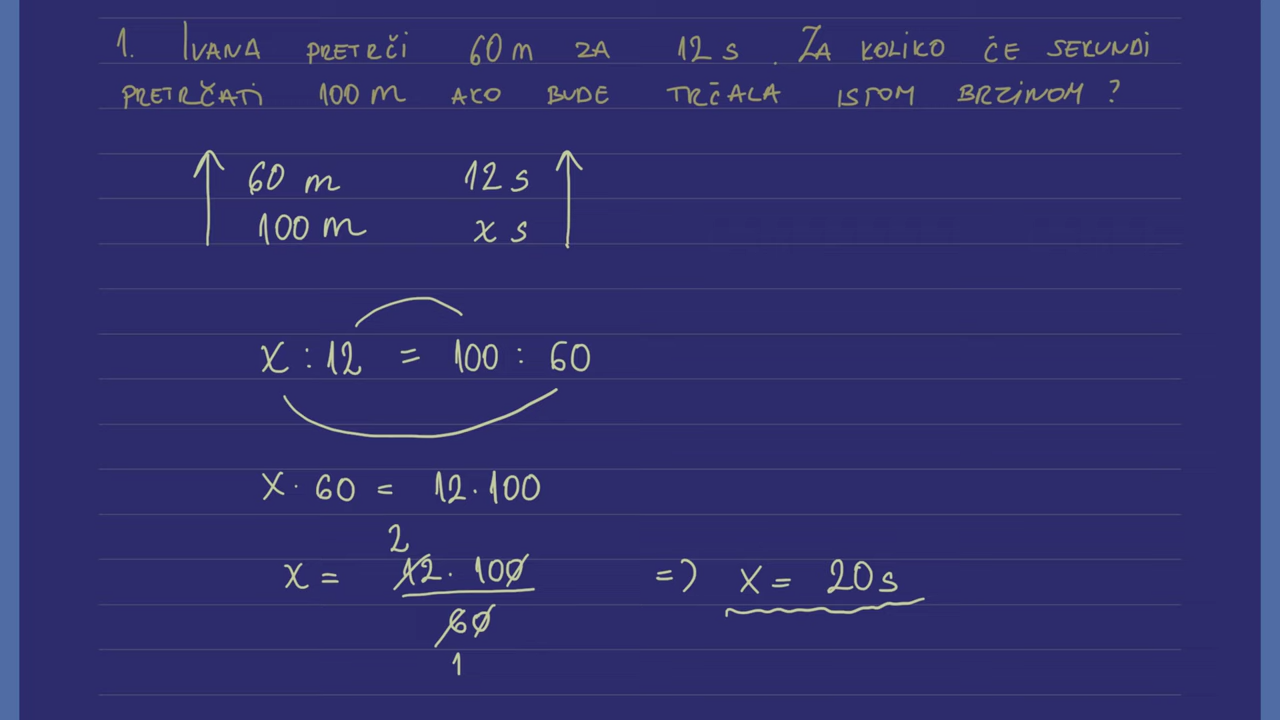 1. IVANA PRETRČI 60 m ZA 12 s. ZA KOLIKO ĆE SEKUNDI
PRETRČATI 100 m AKO BUDE TRČALA ISTOM BRZINOM?
60 m 12 s
100 m x s
x : 12 = 100 : 60
x · 60 = 12 · 100
2
x = 12 · 100 / 60 => x = 20 s
1